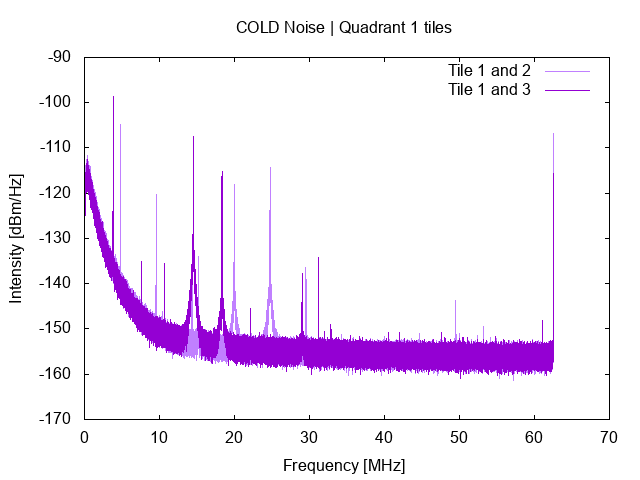 COLD Noise | Quadrant 1 tiles
-90
Tile 1 and 2
Tile 1 and 3
-100
-110
-120
-130
-140
-150
-160
-170
Intensity [dBm/Hz]
0 10 20 30 40 50 60 70
Frequency [MHz]